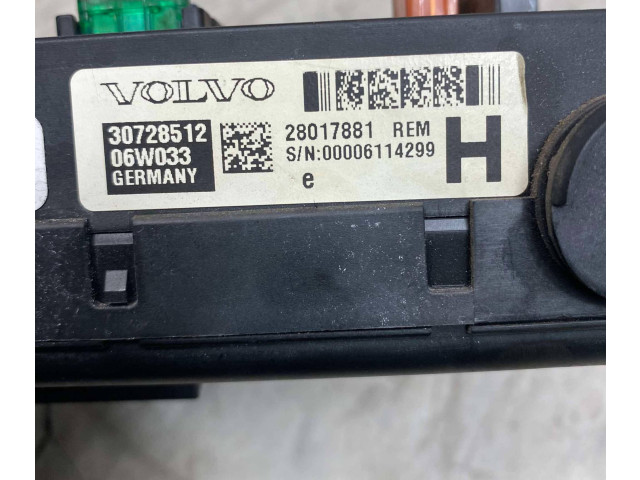 VOLVO
30728512
06W033
GERMANY
28017881 REM
S/N:00006114299
H
e